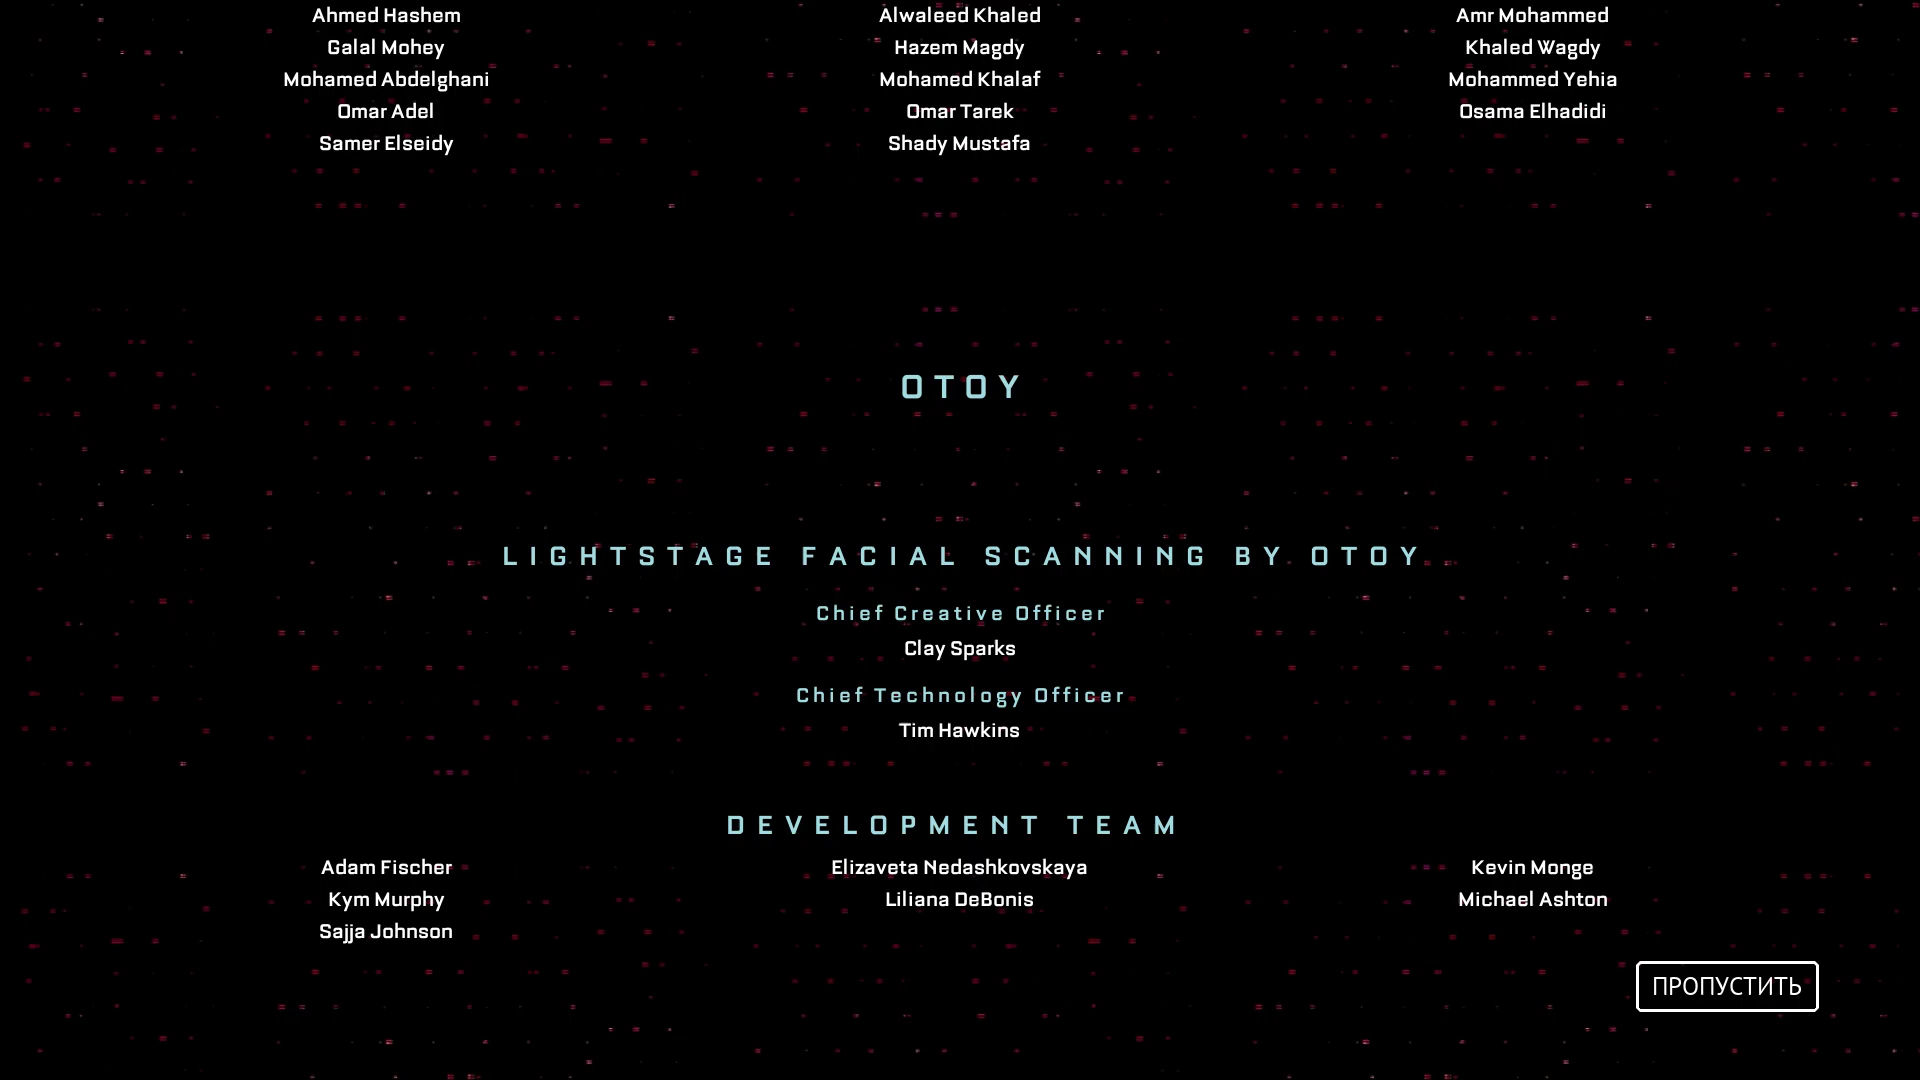 Ahmed Hashem Alwaleed Khaled Amr Mohammed
Galal Mohey Hazem Magdy Khaled Wagdy
Mohamed Abdelghani Mohamed Khalaf Mohammed Yehia
Omar Adel Omar Tarek Osama Elhadidi
Samer Elseidy Shady Mustafa
OTOY
LIGHTSTAGE FACIAL SCANNING BY OTOY
Chief Creative Officer
Clay Sparks
Chief Technology Officer
Tim Hawkins
DEVELOPMENT TEAM
Adam Fischer Elizaveta Nedashkovskaya Kevin Monge
Kym Murphy Liliana DeBonis Michael Ashton
Sajja Johnson
ПРОПУСТИТЬ